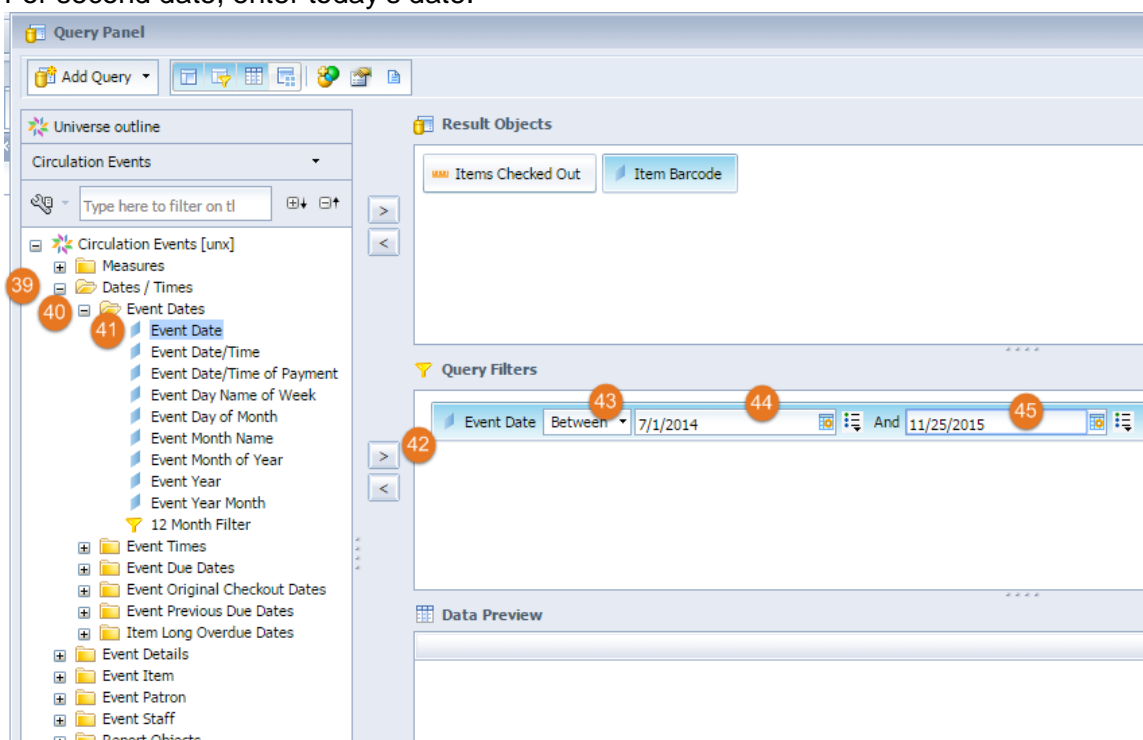 For second date, enter today's date.
Query Panel
Add Query
Universe outline
Circulation Events
Type here to filter on tl
Circulation Events [unx]
Measures
39 Dates / Times
40 Event Dates
41 Event Date
Event Date/Time
Event Date/Time of Payment
Event Day Name of Week
Event Day of Month
Event Month Name
Event Month of Year
Event Year
Event Year Month
12 Month Filter
Event Times
Event Due Dates
Event Original Checkout Dates
Event Previous Due Dates
Item Long Overdue Dates
Event Details
Event Item
Event Patron
Event Staff
Report Objects
>
<
>
<
Result Objects
Items Checked Out Item Barcode
Query Filters
43 44 45
Event Date Between 7/1/2014 And 11/25/2015
42
Data Preview